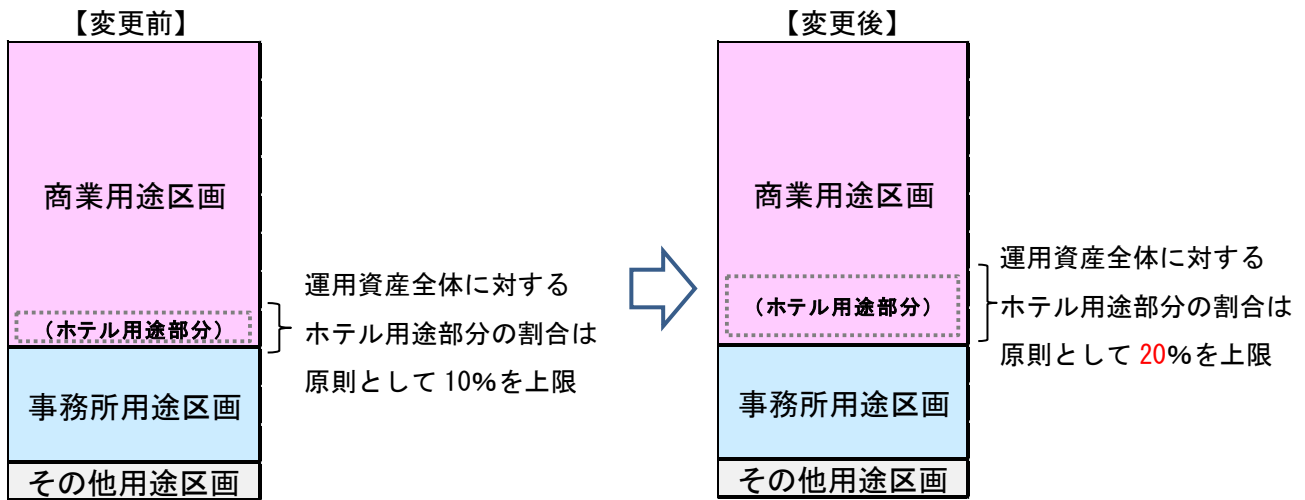 【変更前】
商業用途区画
（ホテル用途部分）
事務所用途区画
その他用途区画
運用資産全体に対する
ホテル用途部分の割合は
原則として 10%を上限
【変更後】
商業用途区画
（ホテル用途部分）
事務所用途区画
その他用途区画
運用資産全体に対する
ホテル用途部分の割合は
原則として 20%を上限